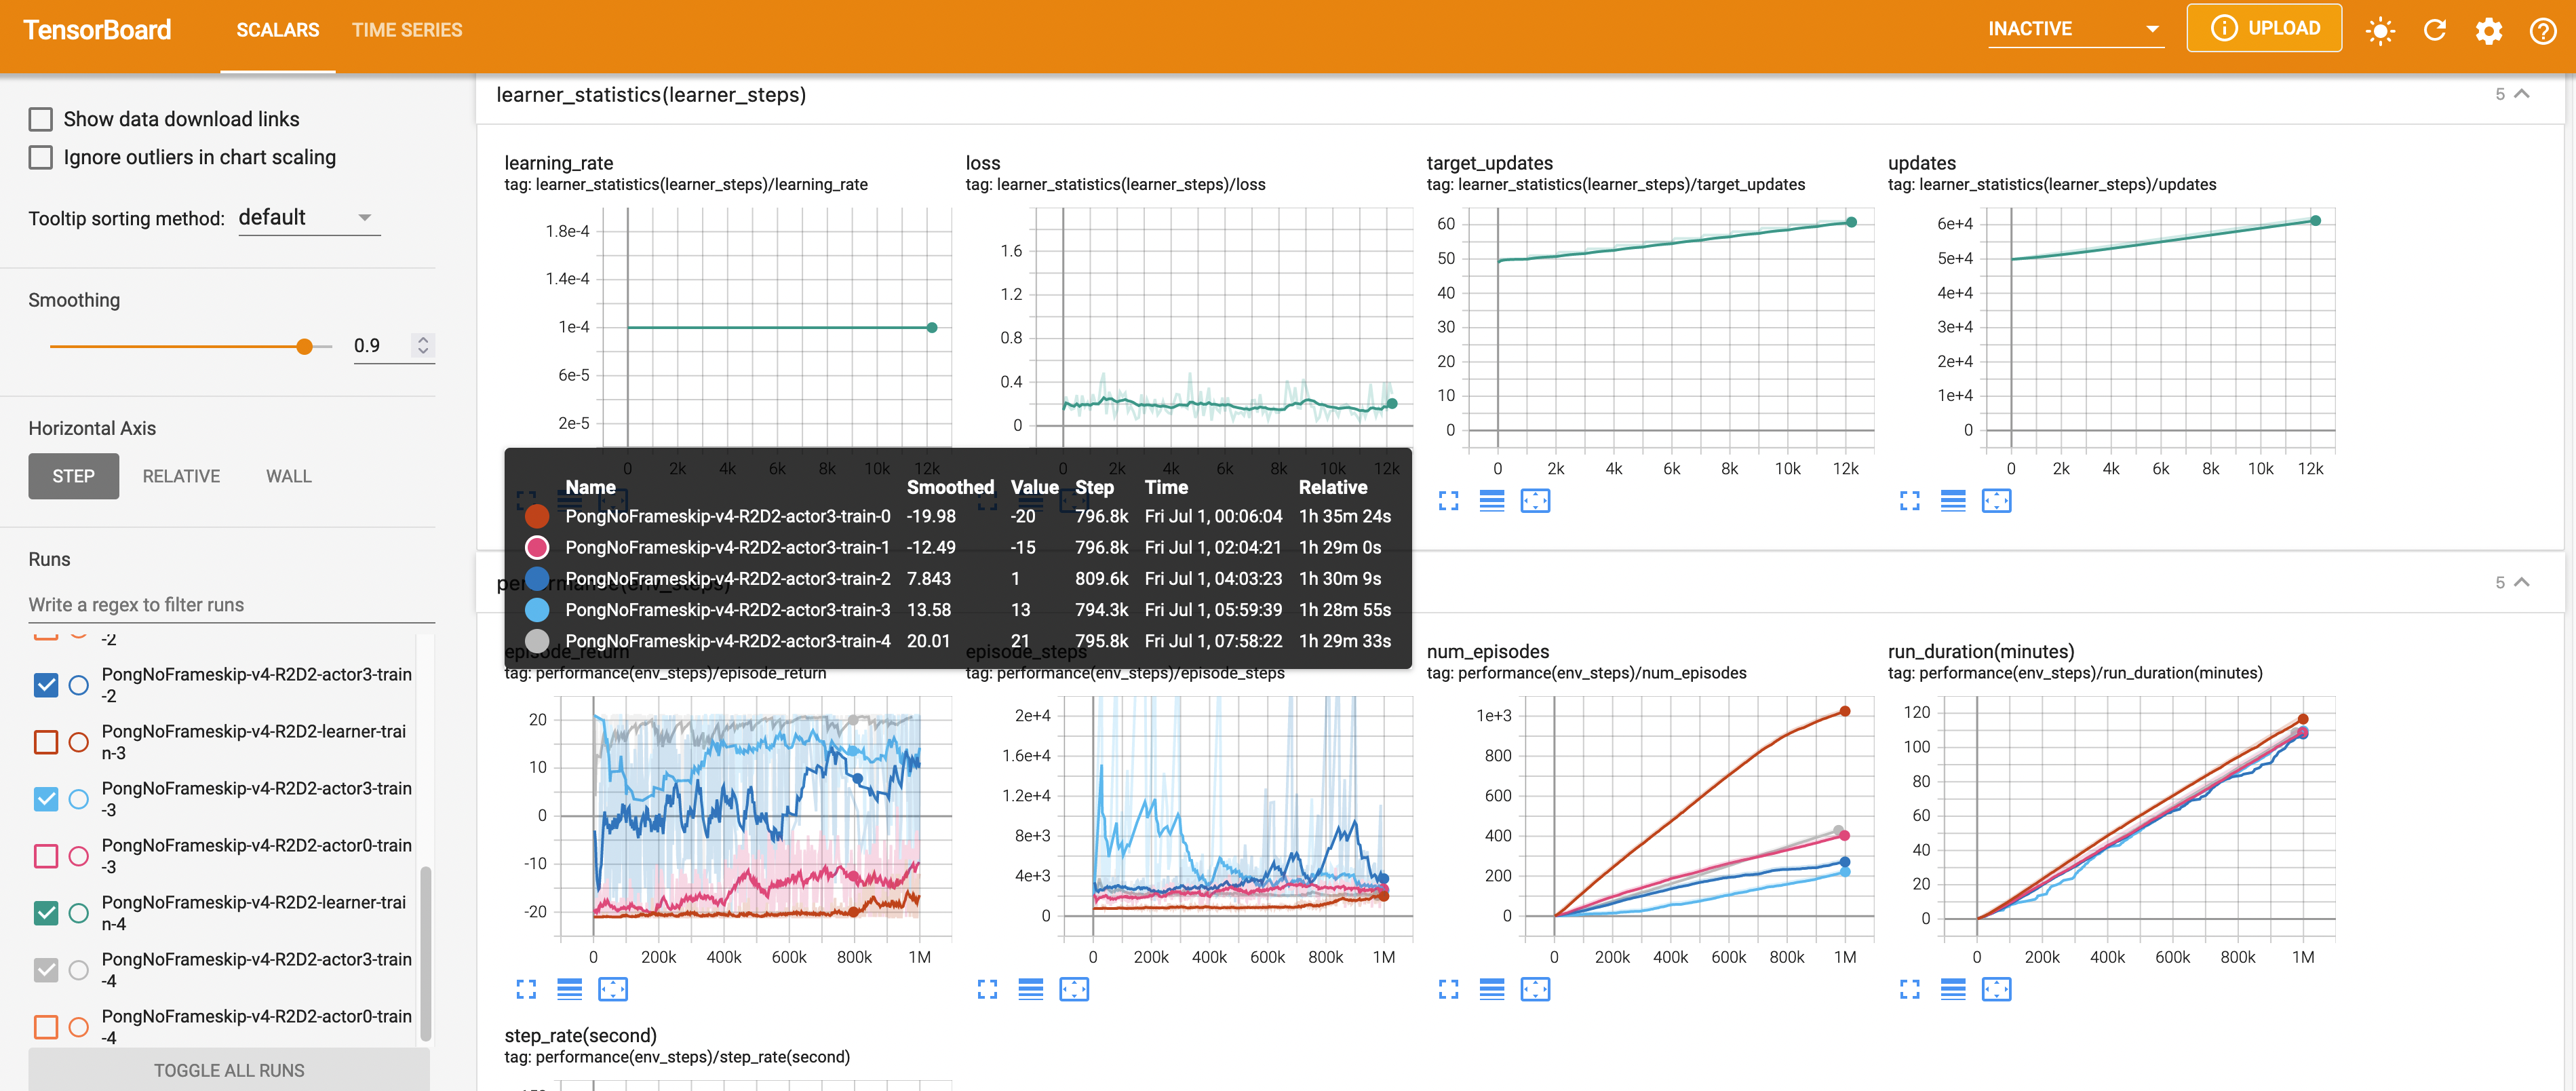 TensorBoard
SCALARS
TIME SERIES
INACTIVE
UPLOAD
Show data download links
Ignore outliers in chart scaling
Tooltip sorting method: default
Smoothing
0.9
Horizontal Axis
STEP
RELATIVE
WALL
Runs
Write a regex to filter runs
-2
PongNoFrameskip-v4-R2D2-actor3-train
-2
PongNoFrameskip-v4-R2D2-learner-trai
n-3
PongNoFrameskip-v4-R2D2-actor3-train
-3
PongNoFrameskip-v4-R2D2-actor0-train
-3
PongNoFrameskip-v4-R2D2-learner-trai
n-4
PongNoFrameskip-v4-R2D2-actor3-train
-4
PongNoFrameskip-v4-R2D2-actor0-train
-4
TOGGLE ALL RUNS
learner_statistics(learner_steps)
5
learning_rate
tag: learner_statistics(learner_steps)/learning_rate
1.8e-4
1.4e-4
1e-4
6e-5
2e-5
0 2k 4k 6k 8k 10k 12k
loss
tag: learner_statistics(learner_steps)/loss
1.6
1.2
0.8
0.4
0
0 2k 4k 6k 8k 10k 12k
target_updates
tag: learner_statistics(learner_steps)/target_updates
60
50
40
30
20
10
0
0 2k 4k 6k 8k 10k 12k
updates
tag: learner_statistics(learner_steps)/updates
6e+4
5e+4
4e+4
3e+4
2e+4
1e+4
0
0 2k 4k 6k 8k 10k 12k
Name Smoothed Value Step Time Relative
PongNoFrameskip-v4-R2D2-actor3-train-0 -19.98 -20 796.8k Fri Jul 1, 00:06:04 1h 35m 24s
PongNoFrameskip-v4-R2D2-actor3-train-1 -12.49 -15 796.8k Fri Jul 1, 02:04:21 1h 29m 0s
PongNoFrameskip-v4-R2D2-actor3-train-2 7.843 1 809.6k Fri Jul 1, 04:03:23 1h 30m 9s
PongNoFrameskip-v4-R2D2-actor3-train-3 13.58 13 794.3k Fri Jul 1, 05:59:39 1h 28m 55s
PongNoFrameskip-v4-R2D2-actor3-train-4 20.01 21 795.8k Fri Jul 1, 07:58:22 1h 29m 33s
performance(env_steps)
5
episode_return
tag: performance(env_steps)/episode_return
20
10
0
-10
-20
0 200k 400k 600k 800k 1M
episode_steps
tag: performance(env_steps)/episode_steps
2e+4
1.6e+4
1.2e+4
8e+3
4e+3
0
0 200k 400k 600k 800k 1M
num_episodes
tag: performance(env_steps)/num_episodes
1e+3
800
600
400
200
0
0 200k 400k 600k 800k 1M
run_duration(minutes)
tag: performance(env_steps)/run_duration(minutes)
120
100
80
60
40
20
0
0 200k 400k 600k 800k 1M
step_rate(second)
tag: performance(env_steps)/step_rate(second)